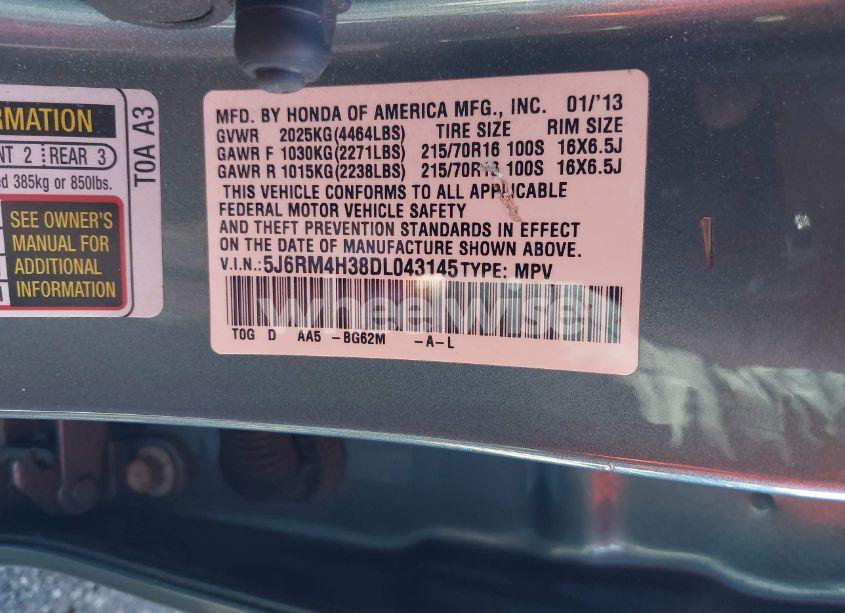 RMATION
NT 2 REAR 3
d 385kg or 850lbs.
SEE OWNER'S
MANUAL FOR
ADDITIONAL
INFORMATION
TOA A3
MFD. BY HONDA OF AMERICA MFG., INC. 01/'13
GVWR 2025KG(4464LBS) TIRE SIZE RIM SIZE
GAWR F 1030KG(2271LBS) 215/70R16 100S 16X6.5J
GAWR R 1015KG(2238LBS) 215/70R16 100S 16X6.5J
THIS VEHICLE CONFORMS TO ALL APPLICABLE
FEDERAL MOTOR VEHICLE SAFETY
AND THEFT PREVENTION STANDARDS IN EFFECT
ON THE DATE OF MANUFACTURE SHOWN ABOVE.
V.I.N.:5J6RM4H38DL043145 TYPE: MPV
wheelwise
TOG D AA5 -BG62M -A-L